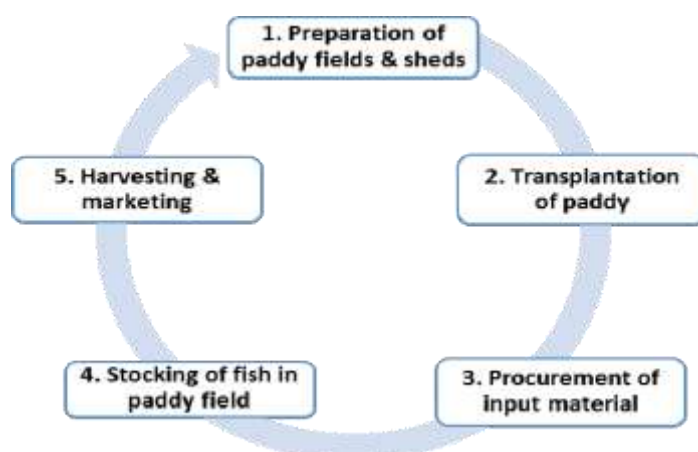 1. Preparation of
paddy fields & sheds
2. Transplantation
of paddy
3. Procurement of
input material
4. Stocking of fish in
paddy field
5. Harvesting &
marketing